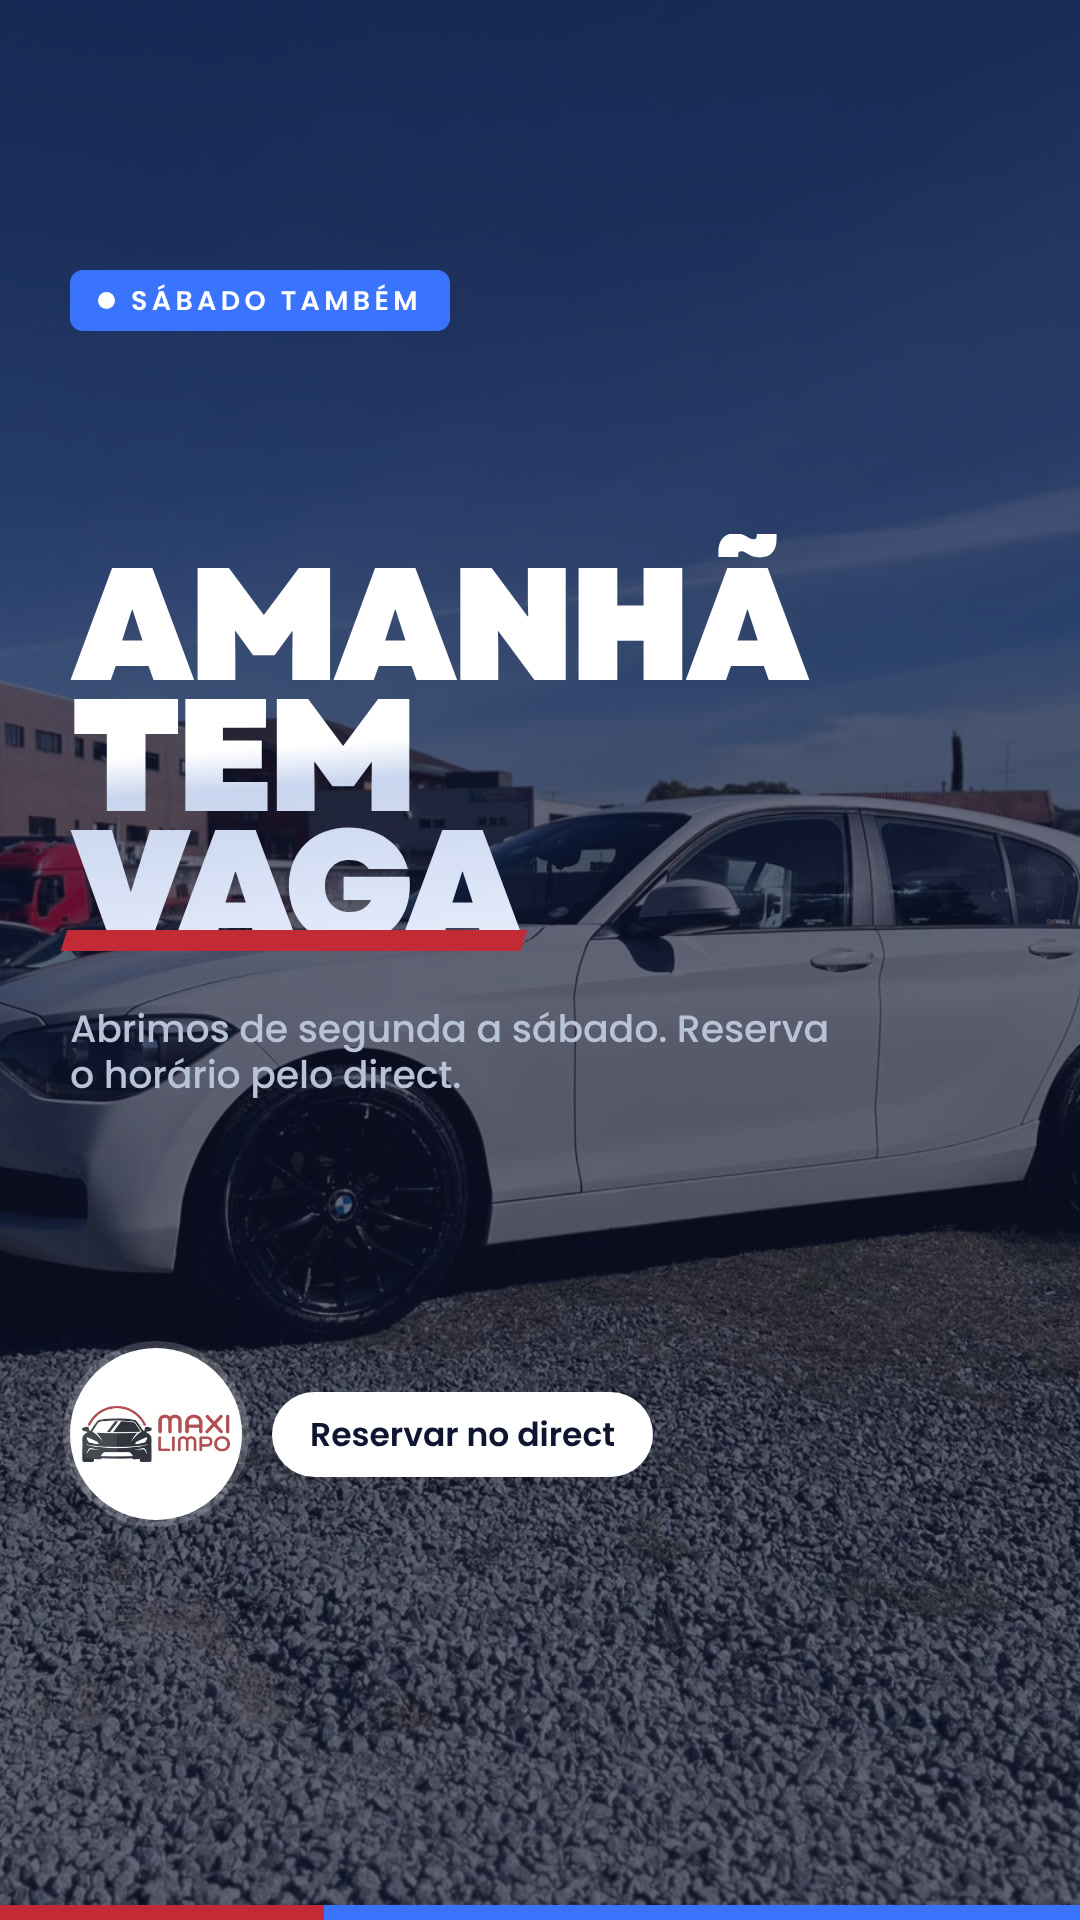 SÁBADO TAMBÉM
AMANHÃ
TEM
VAGA
Abrimos de segunda a sábado. Reserva
o horário pelo direct.
MAXI
LIMPO
Reservar no direct